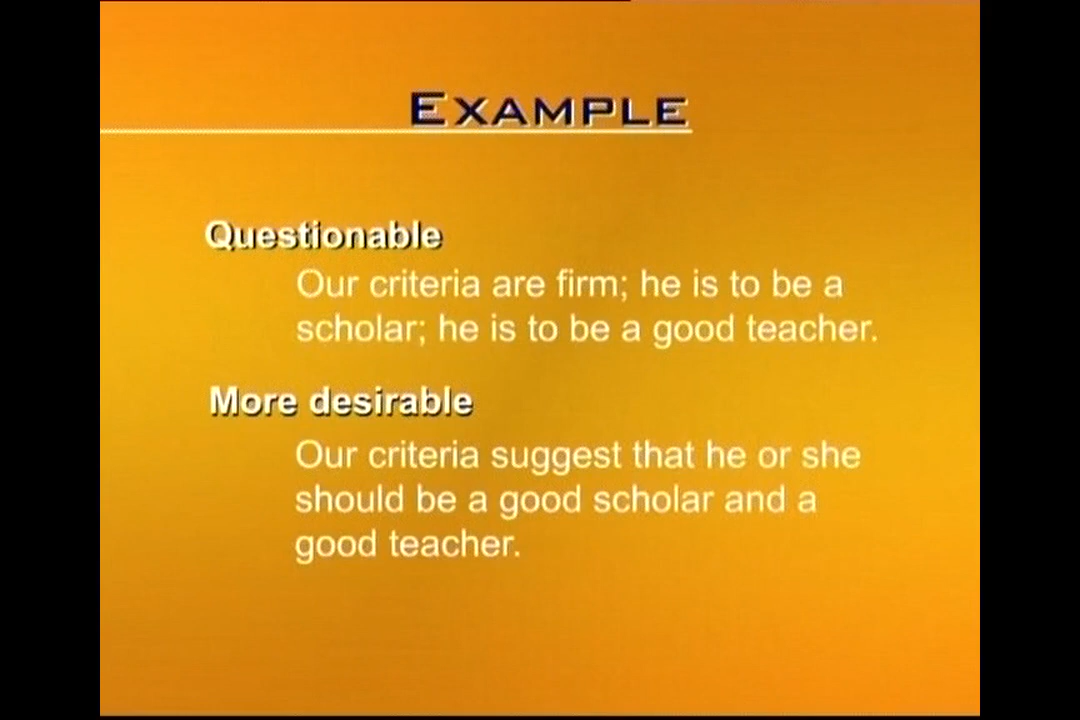 EXAMPLE
Questionable
Our criteria are firm; he is to be a
scholar; he is to be a good teacher.
More desirable
Our criteria suggest that he or she
should be a good scholar and a
good teacher.